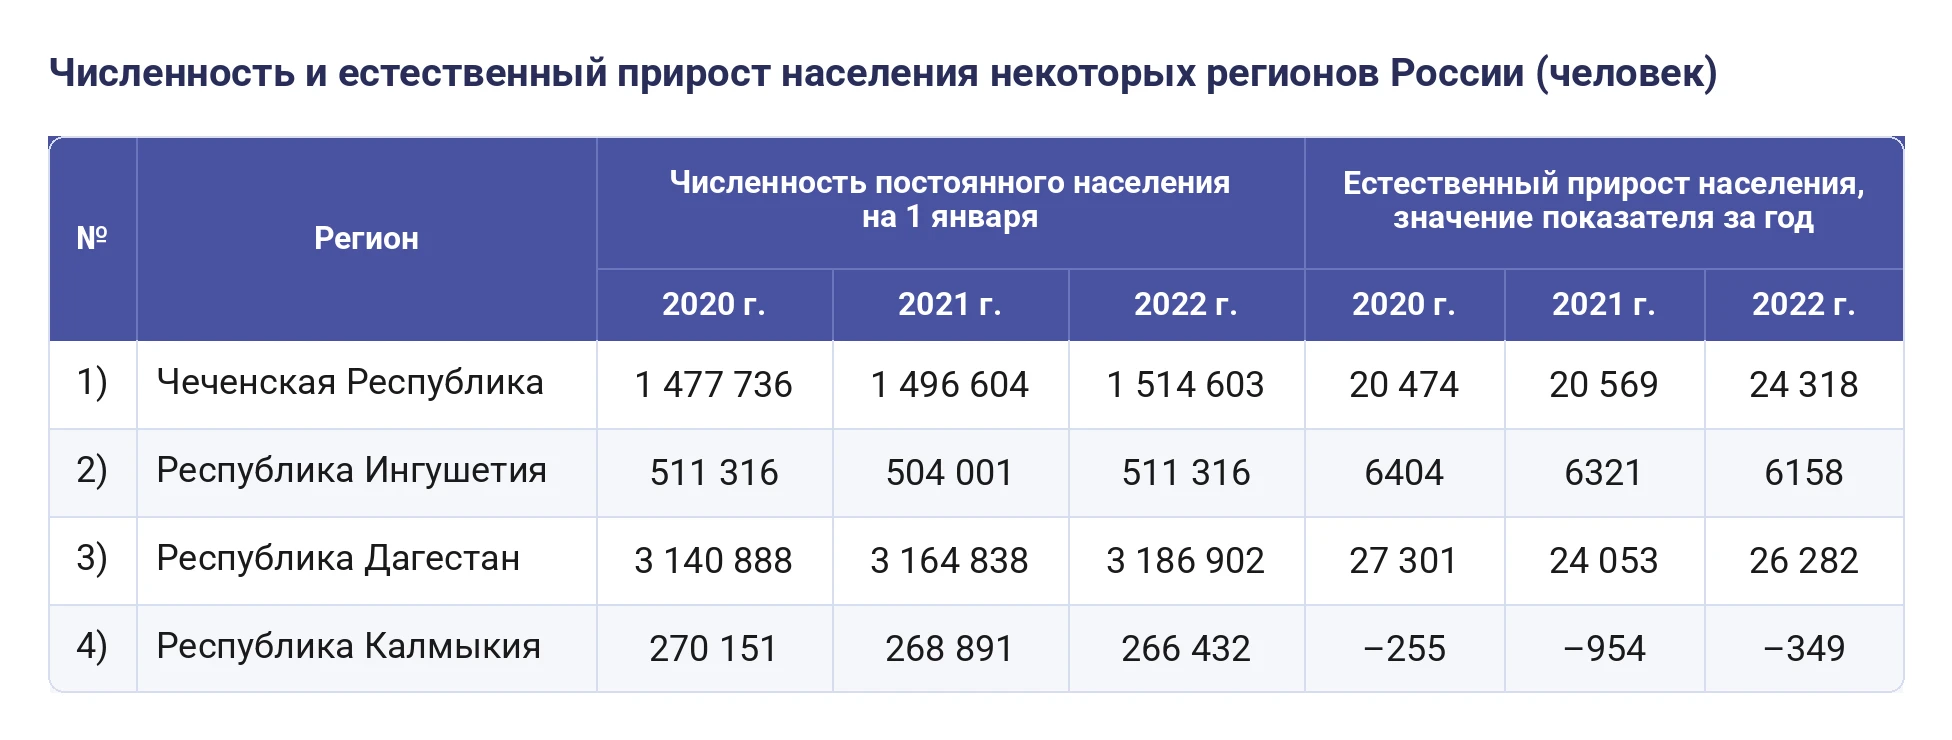 Численность и естественный прирост населения некоторых регионов России (человек)
№ Регион Численность постоянного населения на 1 января Естественный прирост населения, значение показателя за год
2020 г. 2021 г. 2022 г. 2020 г. 2021 г. 2022 г.
1) Чеченская Республика 1 477 736 1 496 604 1 514 603 20 474 20 569 24 318
2) Республика Ингушетия 511 316 504 001 511 316 6404 6321 6158
3) Республика Дагестан 3 140 888 3 164 838 3 186 902 27 301 24 053 26 282
4) Республика Калмыкия 270 151 268 891 266 432 –255 –954 –349